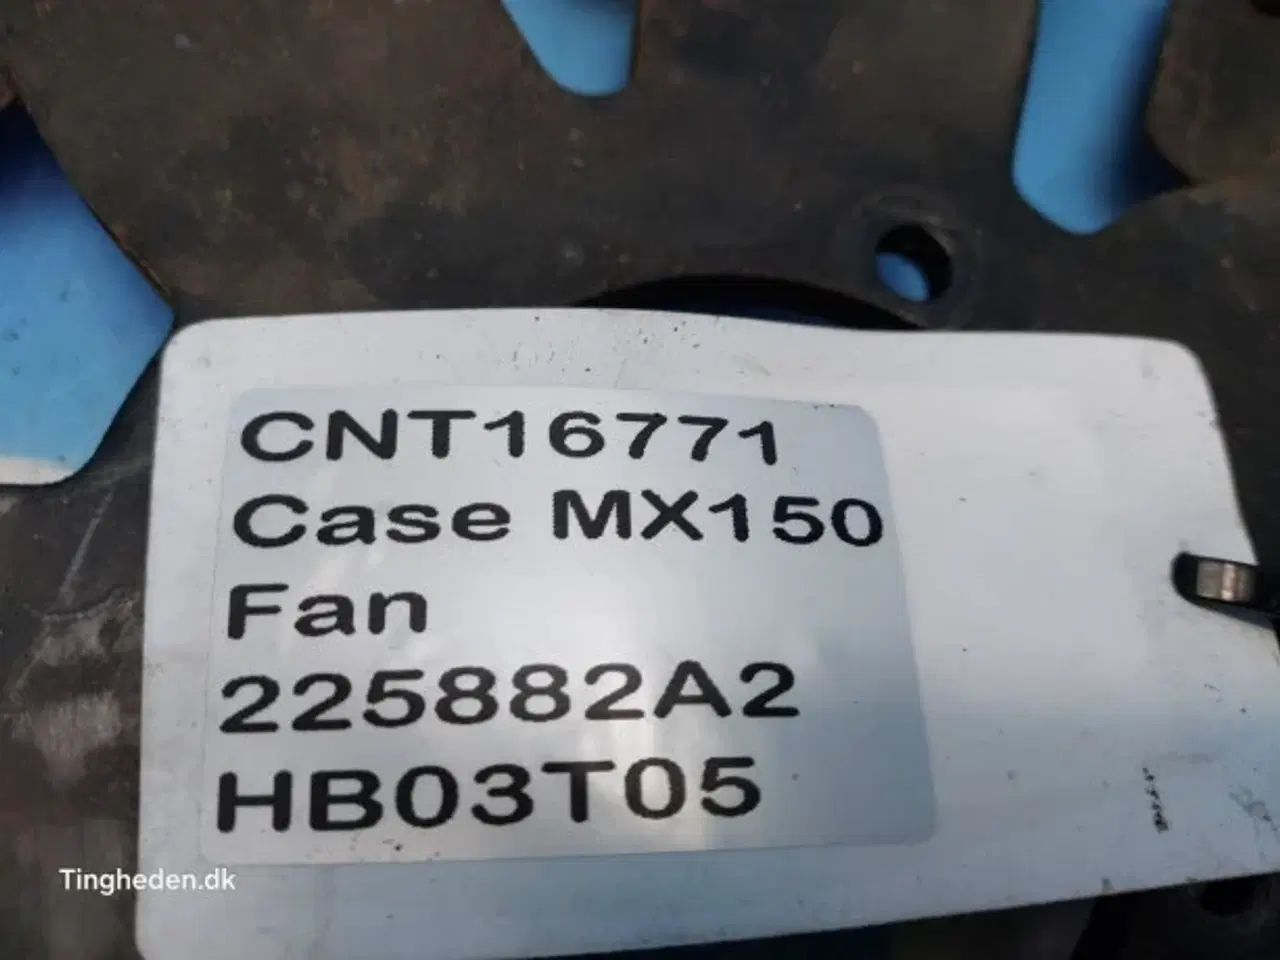 CNT16771
Case MX150
Fan
225882A2
HB03T05
Tingheden.dk